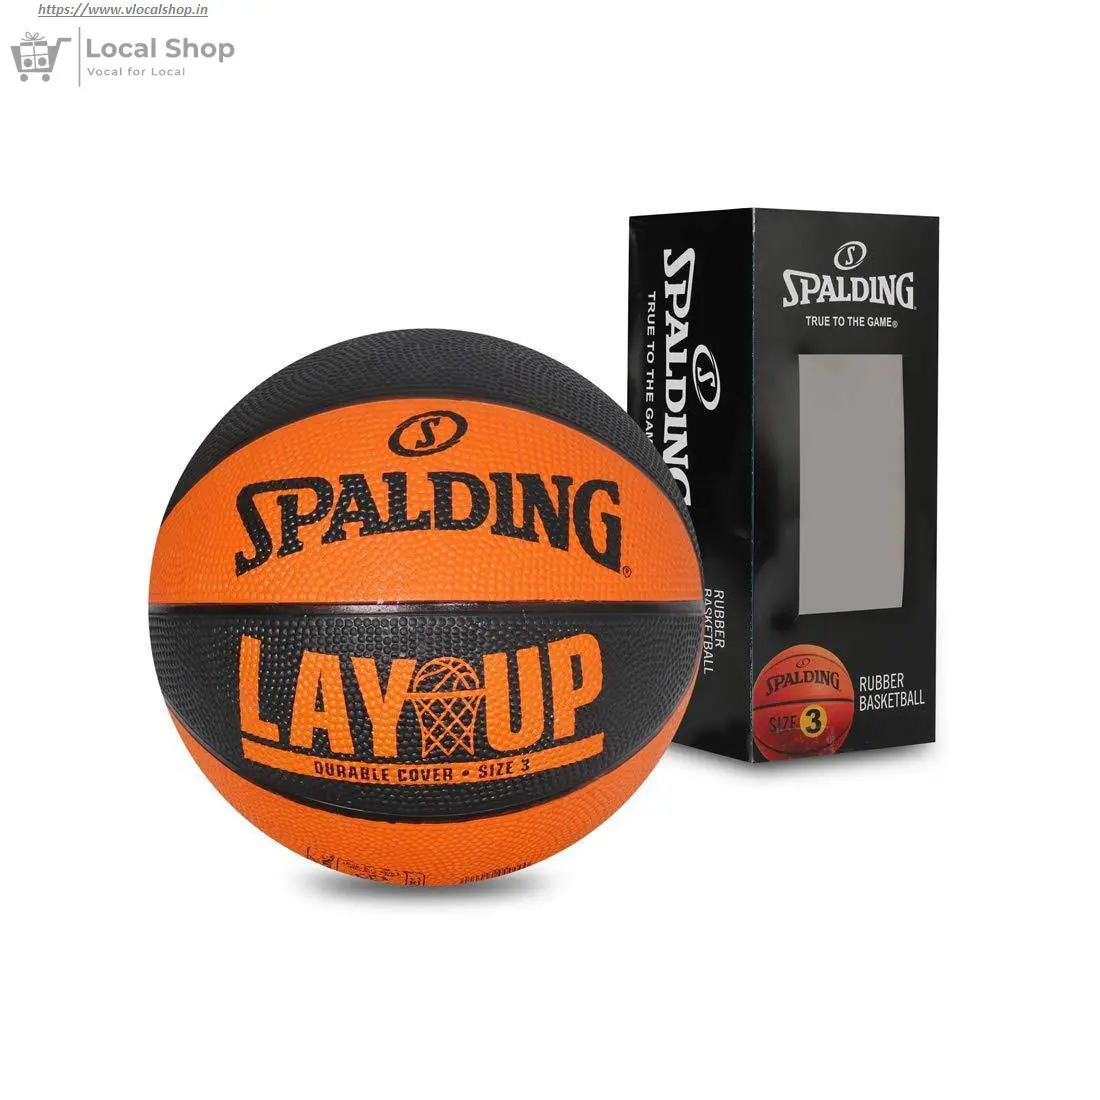 https://www.vlocalshop.in
Local Shop
Vocal for Local
S
SPALDING®
LAY UP
DURABLE COVER • SIZE 3
SPALDING
TRUE TO THE GAM
S
RUBBER
BASKETBALL
S
SPALDING
TRUE TO THE GAME®
SPALDING
SIZE 3
RUBBER
BASKETBALL